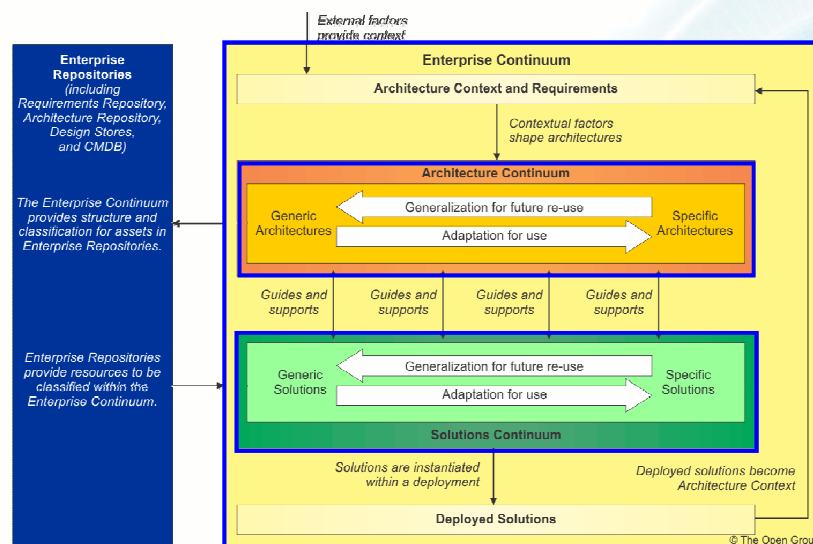 External factors
provide context
Enterprise
Repositories
(including
Requirements Repository,
Architecture Repository,
Design Stores,
and CMDB)
The Enterprise Continuum
provides structure and
classification for assets in
Enterprise Repositories.
Enterprise Repositories
provide resources to be
classified within the
Enterprise Continuum.
Enterprise Continuum
Architecture Context and Requirements
Contextual factors
shape architectures
Architecture Continuum
Generic
Architectures
Generalization for future re-use
Adaptation for use
Specific
Architectures
Guides and
supports
Guides and
supports
Guides and
supports
Guides and
supports
Generic
Solutions
Generalization for future re-use
Adaptation for use
Specific
Solutions
Solutions Continuum
Solutions are instantiated
within a deployment
Deployed solutions become
Architecture Context
Deployed Solutions
© The Open Grou